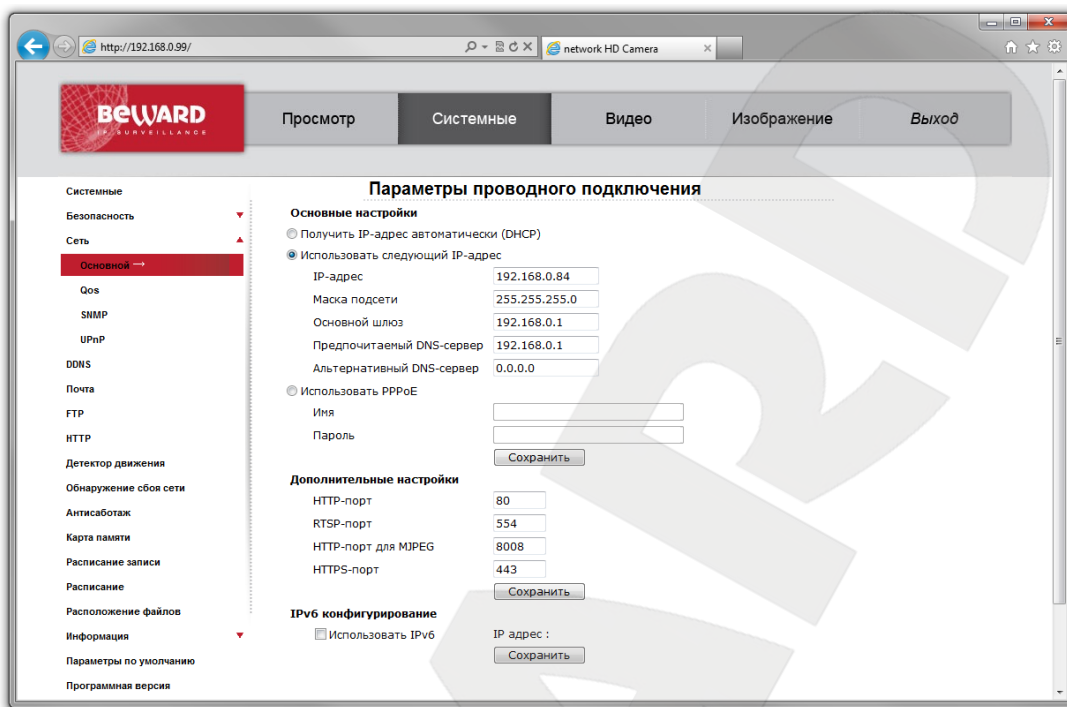 http://192.168.0.99/
network HD Camera
BEWARD
IP SURVEILLANCE
Просмотр
Системные
Видео
Изображение
Выход
Системные
Безопасность
Сеть
Основной →
Qos
SNMP
UPnP
DDNS
Почта
FTP
HTTP
Детектор движения
Обнаружение сбоя сети
Антисаботаж
Карта памяти
Расписание записи
Расписание
Расположение файлов
Информация
Параметры по умолчанию
Программная версия
Параметры проводного подключения
Основные настройки
Получить IP-адрес автоматически (DHCP)
Использовать следующий IP-адрес
IP-адрес 192.168.0.84
Маска подсети 255.255.255.0
Основной шлюз 192.168.0.1
Предпочитаемый DNS-сервер 192.168.0.1
Альтернативный DNS-сервер 0.0.0.0
Использовать PPPoE
Имя
Пароль
Сохранить
Дополнительные настройки
HTTP-порт 80
RTSP-порт 554
HTTP-порт для MJPEG 8008
HTTPS-порт 443
Сохранить
IPv6 конфигурирование
Использовать IPv6 IP адрес :
Сохранить